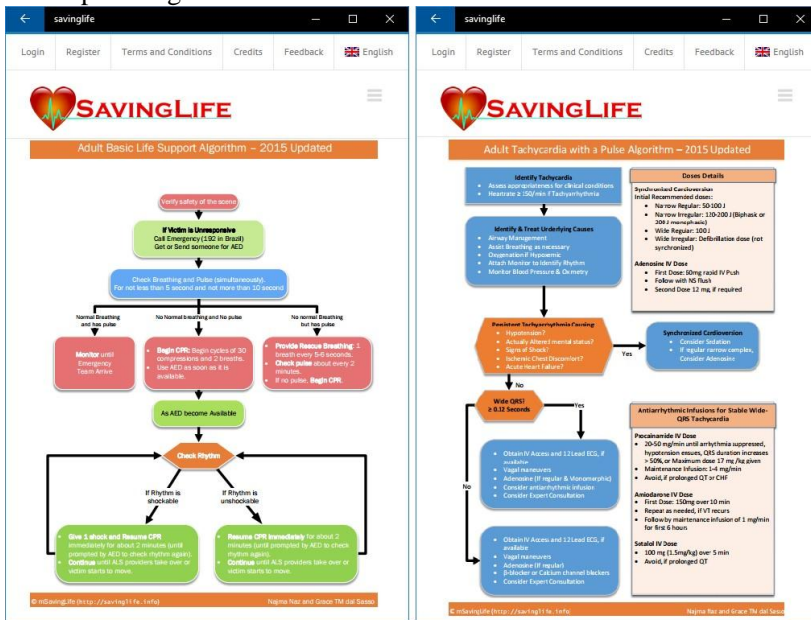 savinglife
Login Register Terms and Conditions Credits Feedback English
SAVINGLIFE
Adult Basic Life Support Algorithm – 2015 Updated
Verify safety of the scene
If Victim is Unresponsive
Call Emergency (192 in Brazil)
Get or Send someone for AED
Check Breathing and Pulse (simultaneously).
For not less than 5 second and not more than 10 second
Normal Breathing
and has pulse
No Normal breathing and No pulse
No normal Breathing
but has pulse
Monitor until
Emergency
Team Arrive
• Begin CPR: Begin cycles of 30
compressions and 2 breaths.
• Use AED as soon as it is
available.
• Provide Rescue Breathing: 1
breath every 5-6 seconds.
• Check pulse about every 2
minutes.
• If no pulse, Begin CPR.
As AED become Available
Check Rhythm
If Rhythm is
shockable
If Rhythm is
unshockable
• Give 1 shock and Resume CPR
immediately for about 2 minutes (until
prompted by AED to check
rhythm again).
• Continue until ALS providers take over or
victim starts to move.
• Resume CPR immediately for about 2
minutes (until prompted by AED to check
rhythm again).
• Continue until ALS providers take over or
victim starts to move.
© mSavingLife (http://savinglife.info)
Najma Naz and Grace TM dal Sasso
savinglife
Login Register Terms and Conditions Credits Feedback English
SAVINGLIFE
Adult Tachycardia with a Pulse Algorithm – 2015 Updated
Identify Tachycardia
• Assess appropriateness for clinical conditions
• Heartrate ≥ 150/min if Tachyarrhythmia
Identify & Treat Underlying Causes
• Airway Management
• Assist Breathing as necessary
• Oxygenation if Hypoxemic
• Attach Monitor to Identify Rhythm
• Monitor Blood Pressure & Oximetry
Persistent Tachyarrhythmia Causing
• Hypotension?
• Actually Altered mental status?
• Signs of Shock?
• Ischemic Chest Discomfort?
• Acute Heart Failure?
Yes
Synchronized Cardioversion
• Consider Sedation
• If regular narrow complex,
Consider Adenosine
No
Wide QRS?
≥ 0.12 Seconds
Yes
No
• Obtain IV Access and 12 Lead ECG, if
available
• Vagal maneuvers
• Adenosine (If regular & Monomorphic)
• Consider antiarrhythmic infusion
• Consider Expert Consultation
• Obtain IV Access and 12 Lead ECG, if
available
• Vagal maneuvers
• Adenosine (If regular)
• β-blocker or Calcium channel blockers
• Consider Expert Consultation
Doses Details
Synchronized Cardioversion
Initial Recommended doses:
• Narrow Regular: 50-100 J
• Narrow Irregular: 120-200 J (Biphasic or
200 J monophasic)
• Wide Regular: 100 J
• Wide Irregular: Defibrillation dose (not
synchronized)
Adenosine IV Dose
• First Dose: 60mg rapid IV Push
• Follow with NS flush
• Second Dose 12 mg, if required
Antiarrhythmic Infusions for Stable Wide-
QRS Tachycardia
Procainamide IV Dose
• 20-50 mg/min until arrhythmia suppressed,
hypotension ensues, QRS duration increases
> 50%, or Maximum dose 17 mg/kg given
• Maintenance Infusion: 1-4 mg/min
• Avoid, if prolonged QT or CHF
Amiodarone IV Dose
• First Dose: 150mg over 10 min
• Repeat as needed, if VT recurs
• Follow by maintenance infusion of 1 mg/min
for first 6 hours
Satalol IV Dose
• 100 mg (1.5mg/kg) over 5 min
• Avoid, if prolonged QT
© mSavingLife (http://savinglife.info)
Najma Naz and Grace TM dal Sasso